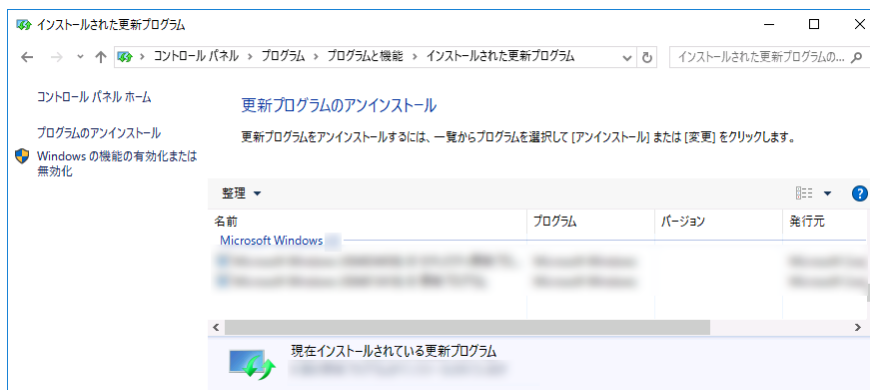 インストールされた更新プログラム
コントロール パネル › プログラム › プログラムと機能 › インストールされた更新プログラム
インストールされた更新プログラムの...
コントロール パネル ホーム
プログラムのアンインストール
Windows の機能の有効化または
無効化
更新プログラムのアンインストール
更新プログラムをアンインストールするには、一覧からプログラムを選択して [アンインストール] または [変更] をクリックします。
整理
名前 プログラム バージョン 発行元
Microsoft Windows
現在インストールされている更新プログラム